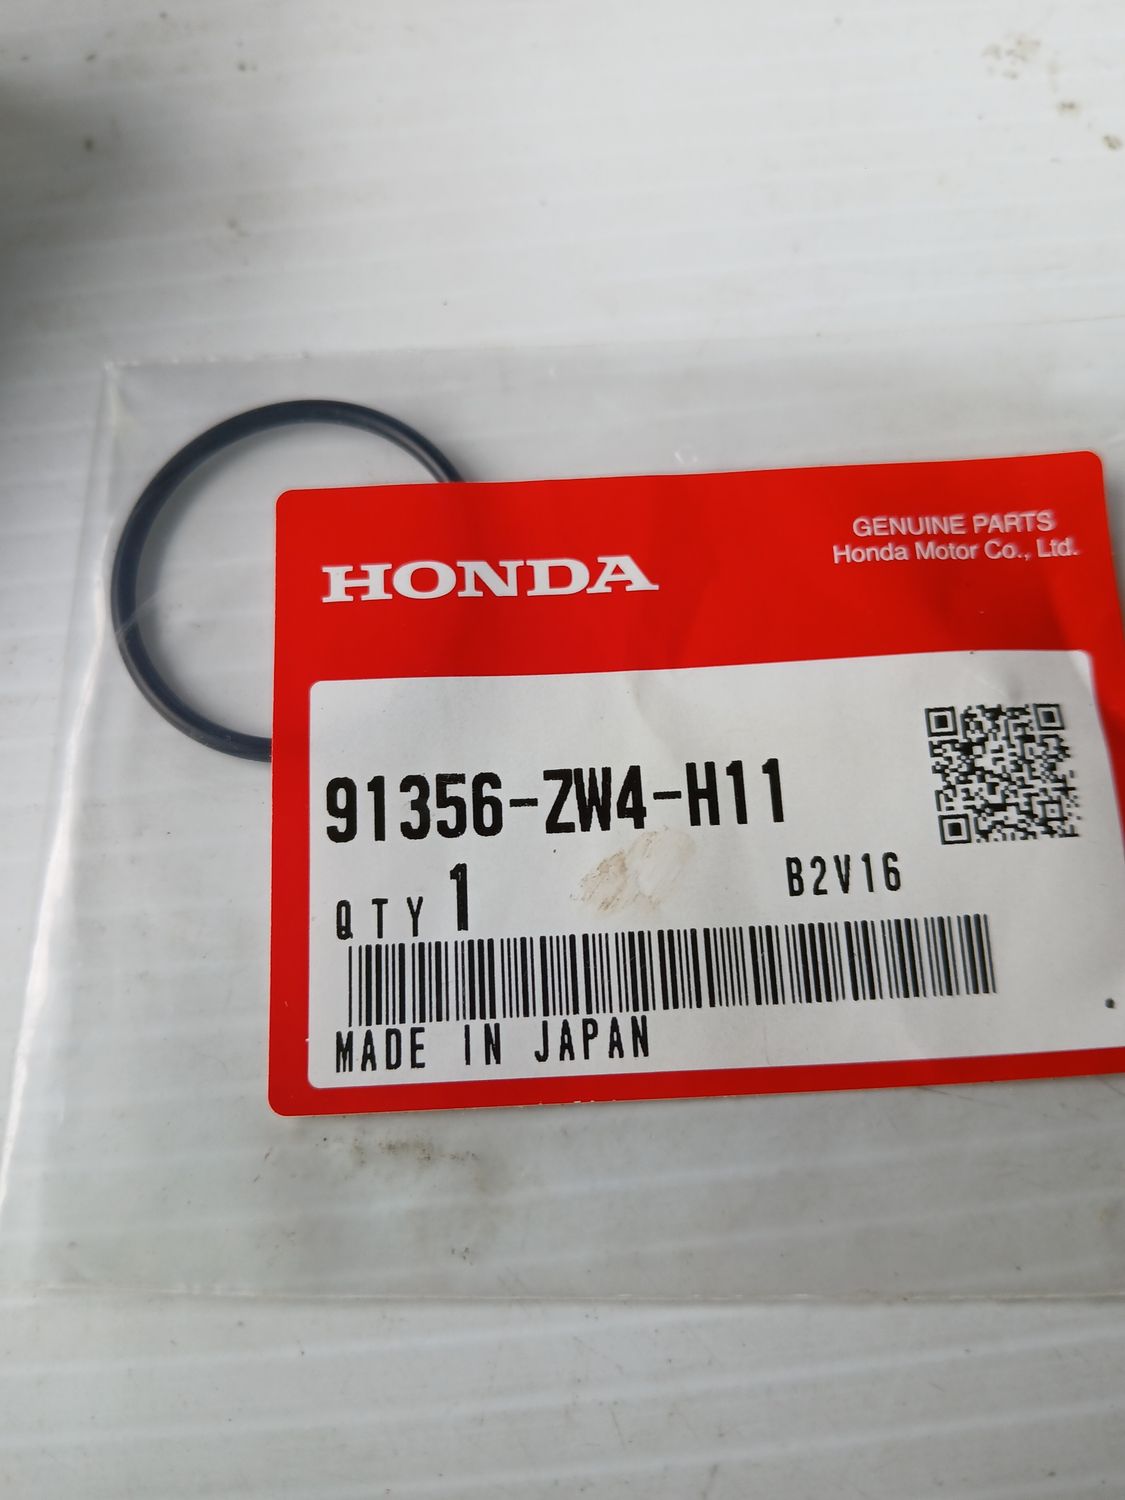 HONDA
GENUINE PARTS
Honda Motor Co., Ltd.
91356-ZW4-H11
QTY 1
B2V16
MADE IN JAPAN